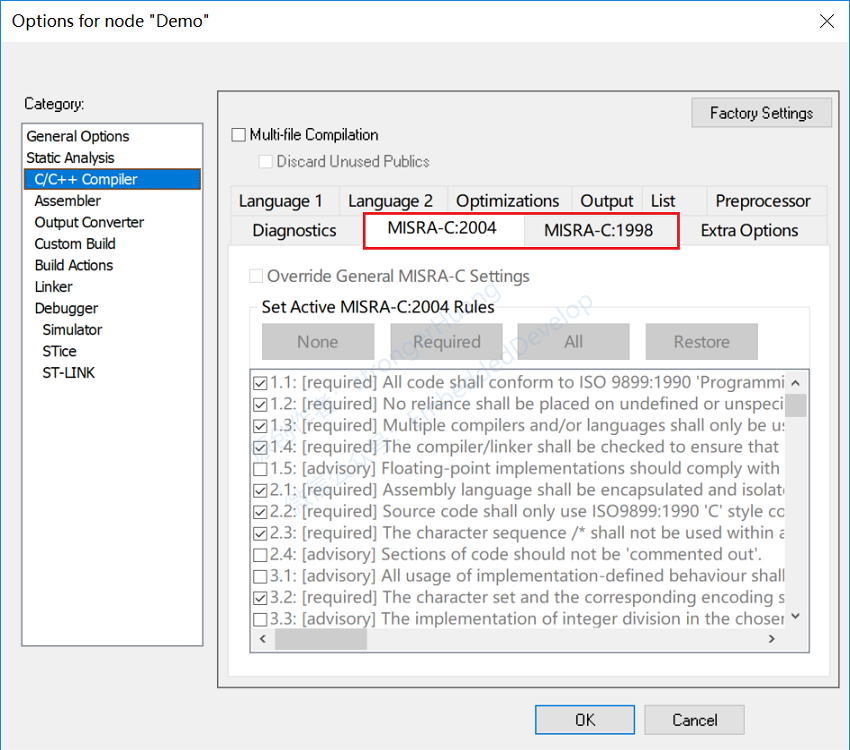 Options for node "Demo"
Category:
General Options
Static Analysis
C/C++ Compiler
Assembler
Output Converter
Custom Build
Build Actions
Linker
Debugger
Simulator
STice
ST-LINK
Factory Settings
Multi-file Compilation
Discard Unused Publics
Language 1 Language 2 Optimizations Output List Preprocessor
Diagnostics MISRA-C:2004 MISRA-C:1998 Extra Options
Override General MISRA-C Settings
Set Active MISRA-C:2004 Rules
None Required All Restore
1.1: [required] All code shall conform to ISO 9899:1990 'Programmi
1.2: [required] No reliance shall be placed on undefined or unspeci
1.3: [required] Multiple compilers and/or languages shall only be us
1.4: [required] The compiler/linker shall be checked to ensure that
1.5: [advisory] Floating-point implementations should comply with
2.1: [required] Assembly language shall be encapsulated and isolate
2.2: [required] Source code shall only use ISO9899:1990 'C' style co
2.3: [required] The character sequence /* shall not be used within a
2.4: [advisory] Sections of code should not be 'commented out'.
3.1: [advisory] All usage of implementation-defined behaviour shall
3.2: [required] The character set and the corresponding encoding s
3.3: [advisory] The implementation of integer division in the chosen
OK Cancel